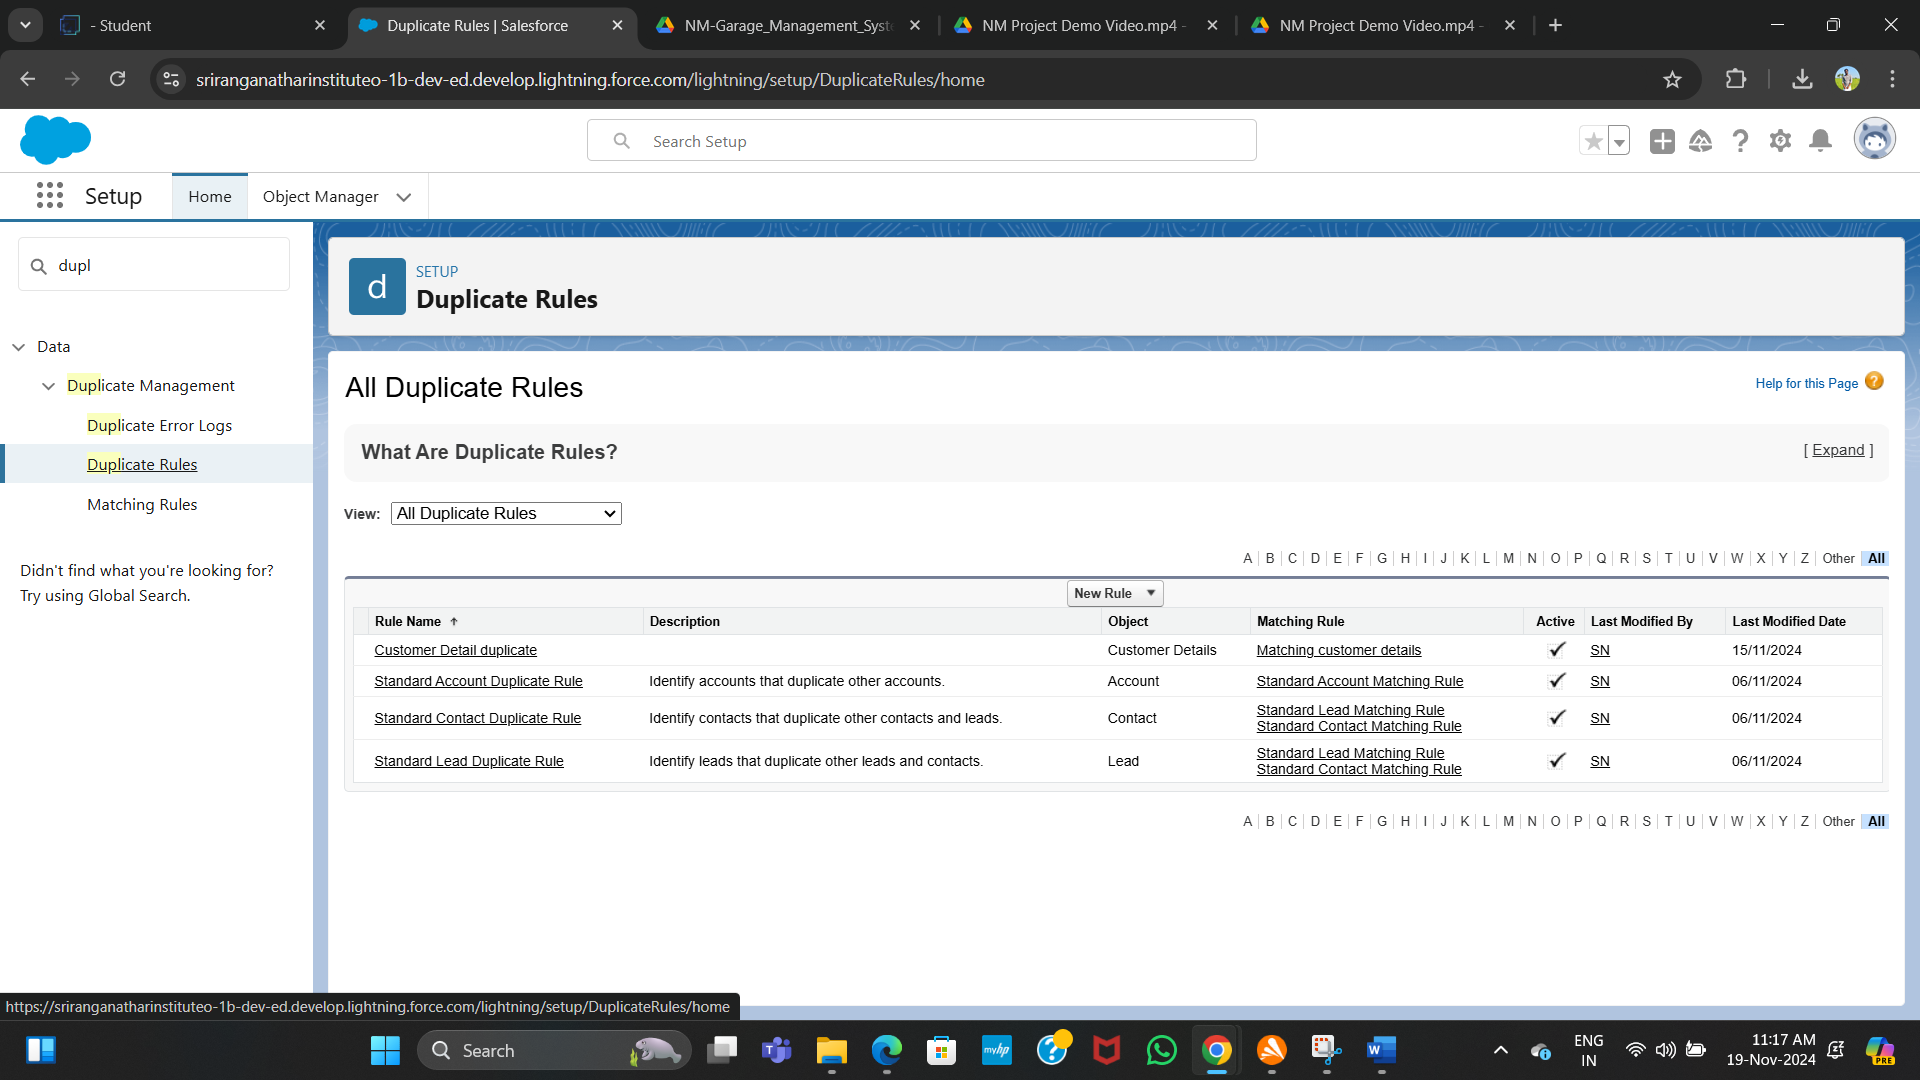 - Student
Duplicate Rules | Salesforce
NM-Garage_Management_Syste
NM Project Demo Video.mp4 -
NM Project Demo Video.mp4 -
sriranganatharinstituteo-1b-dev-ed.develop.lightning.force.com/lightning/setup/DuplicateRules/home
Search Setup
Setup
Home
Object Manager
dupl
Data
Duplicate Management
Duplicate Error Logs
Duplicate Rules
Matching Rules
Didn't find what you're looking for?
Try using Global Search.
d
SETUP
Duplicate Rules
All Duplicate Rules
Help for this Page ?
What Are Duplicate Rules?
[ Expand ]
View: All Duplicate Rules
A | B | C | D | E | F | G | H | I | J | K | L | M | N | O | P | Q | R | S | T | U | V | W | X | Y | Z | Other All
New Rule
Rule Name Description Object Matching Rule Active Last Modified By Last Modified Date
Customer Detail duplicate Customer Details Matching customer details SN 15/11/2024
Standard Account Duplicate Rule Identify accounts that duplicate other accounts. Account Standard Account Matching Rule SN 06/11/2024
Standard Contact Duplicate Rule Identify contacts that duplicate other contacts and leads. Contact Standard Lead Matching Rule
Standard Contact Matching Rule SN 06/11/2024
Standard Lead Duplicate Rule Identify leads that duplicate other leads and contacts. Lead Standard Lead Matching Rule
Standard Contact Matching Rule SN 06/11/2024
A | B | C | D | E | F | G | H | I | J | K | L | M | N | O | P | Q | R | S | T | U | V | W | X | Y | Z | Other All
https://sriranganatharinstituteo-1b-dev-ed.develop.lightning.force.com/lightning/setup/DuplicateRules/home
Search
myhp
ENG
IN
11:17 AM
19-Nov-2024
PRE